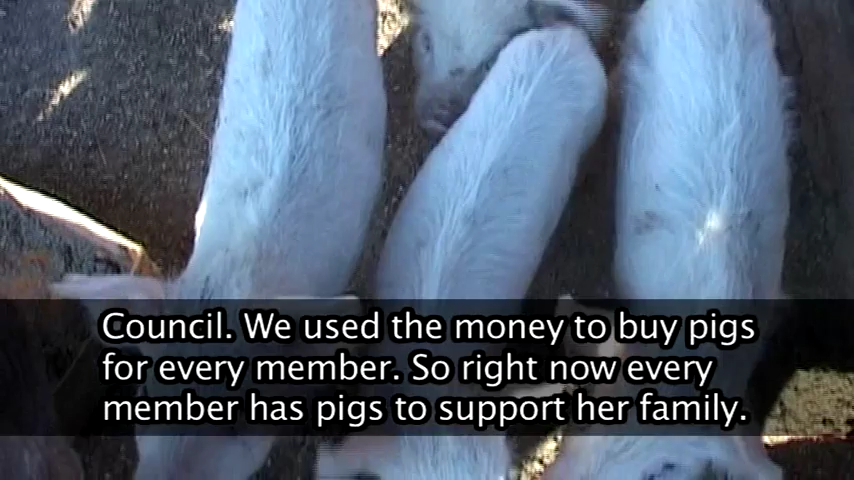 Council. We used the money to buy pigs
for every member. So right now every
member has pigs to support her family.